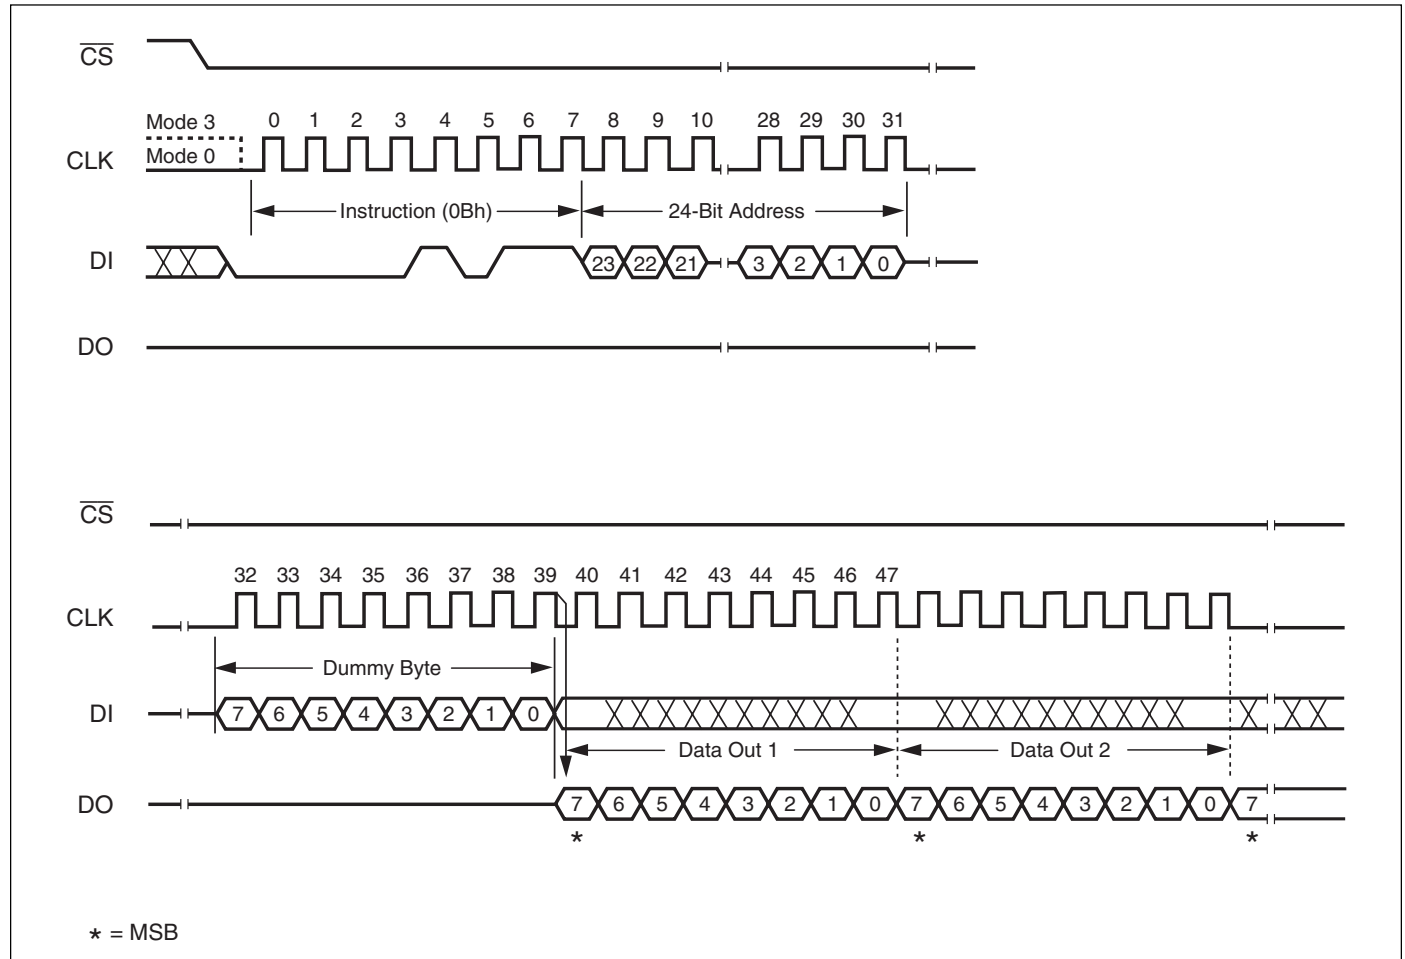 CS
Mode 3
0 1 2 3 4 5 6 7 8 9 10 28 29 30 31
Mode 0
CLK
Instruction (0Bh) 24-Bit Address
DI 23 22 21 3 2 1 0
DO
CS
32 33 34 35 36 37 38 39 40 41 42 43 44 45 46 47
CLK
Dummy Byte
DI 7 6 5 4 3 2 1 0
Data Out 1 Data Out 2
DO 7 6 5 4 3 2 1 0 7 6 5 4 3 2 1 0 7
* * *
* = MSB